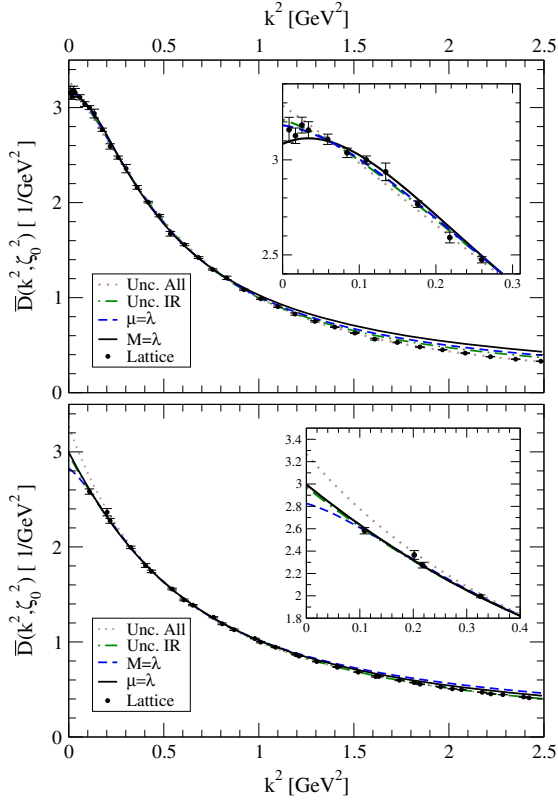 k² [GeV²]
0 0.5 1 1.5 2 2.5
3
2
1
0
D̅(k²,ζ₀²) [ 1/GeV²]
Unc. All
Unc. IR
μ=λ
M=λ
Lattice
3
2.5
0 0.1 0.2 0.3
3
2
1
0
D̅(k²,ζ₀²) [ 1/GeV²]
Unc. All
Unc. IR
M=λ
μ=λ
Lattice
3.4
3.2
3
2.8
2.6
2.4
2.2
2
1.8
0 0.1 0.2 0.3 0.4
0 0.5 1 1.5 2 2.5
k² [GeV²]